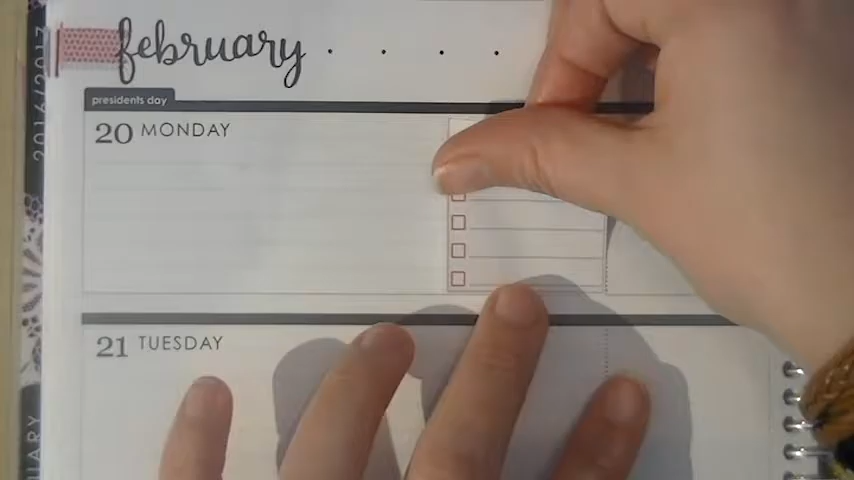 february
2016/2017
presidents day
20 MONDAY
21 TUESDAY
UARY